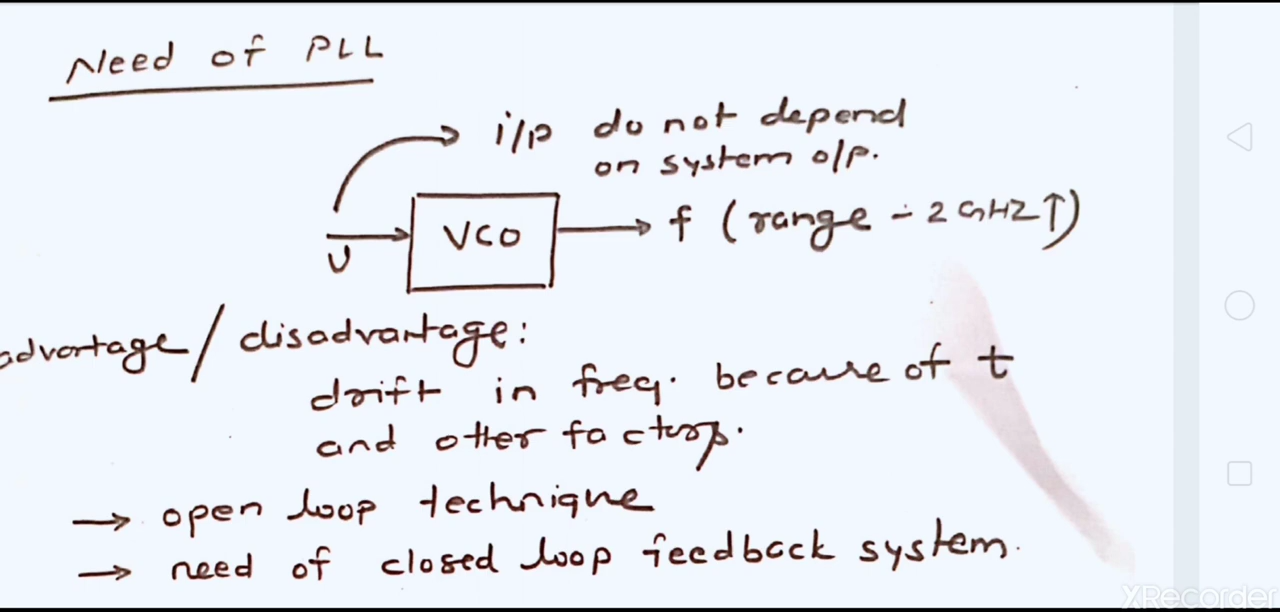 Need of PLL
i/p do not depend
on system o/p.
V
VCO
f (range - 2 GHZ↑)
advantage/disadvantage:
drift in freq. because of t
and other factors.
→ open loop technique
→ need of closed loop feedback system.
XRecorder